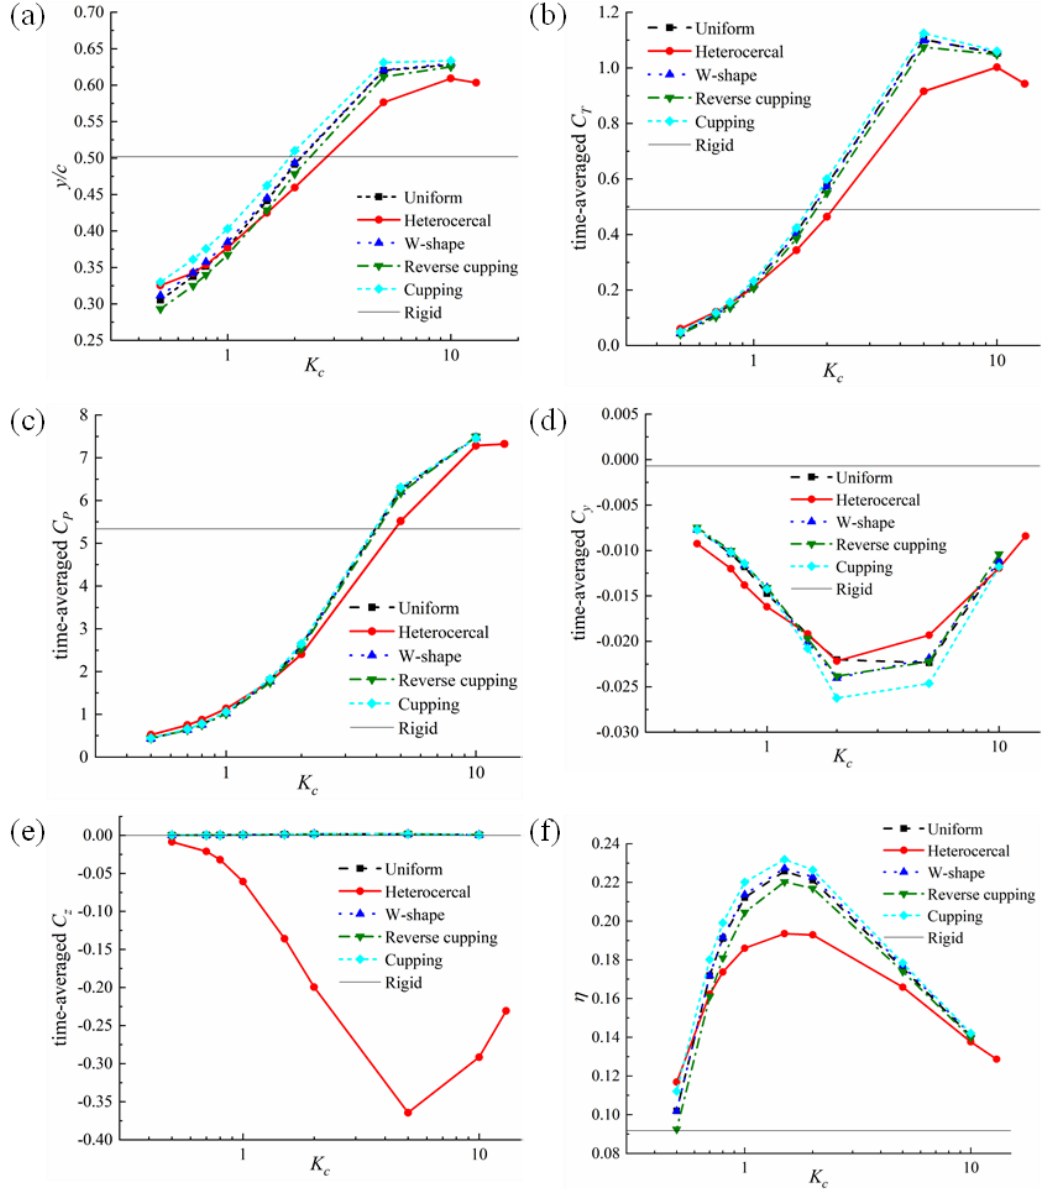 (a)
y/c
0.70
0.65
0.60
0.55
0.50
0.45
0.40
0.35
0.30
0.25
Uniform
Heterocercal
W-shape
Reverse cupping
Cupping
Rigid
1
10
K_c
(b)
time-averaged C_T
1.2
1.0
0.8
0.6
0.4
0.2
0.0
Uniform
Heterocercal
W-shape
Reverse cupping
Cupping
Rigid
1
10
K_c
(c)
time-averaged C_P
8
7
6
5
4
3
2
1
0
Uniform
Heterocercal
W-shape
Reverse cupping
Cupping
Rigid
1
10
K_c
(d)
time-averaged C_y
0.005
0.000
-0.005
-0.010
-0.015
-0.020
-0.025
-0.030
Uniform
Heterocercal
W-shape
Reverse cupping
Cupping
Rigid
1
10
K_c
(e)
time-averaged C_z
0.00
-0.05
-0.10
-0.15
-0.20
-0.25
-0.30
-0.35
-0.40
Uniform
Heterocercal
W-shape
Reverse cupping
Cupping
Rigid
1
10
K_c
(f)
η
0.24
0.22
0.20
0.18
0.16
0.14
0.12
0.10
0.08
Uniform
Heterocercal
W-shape
Reverse cupping
Cupping
Rigid
1
10
K_c